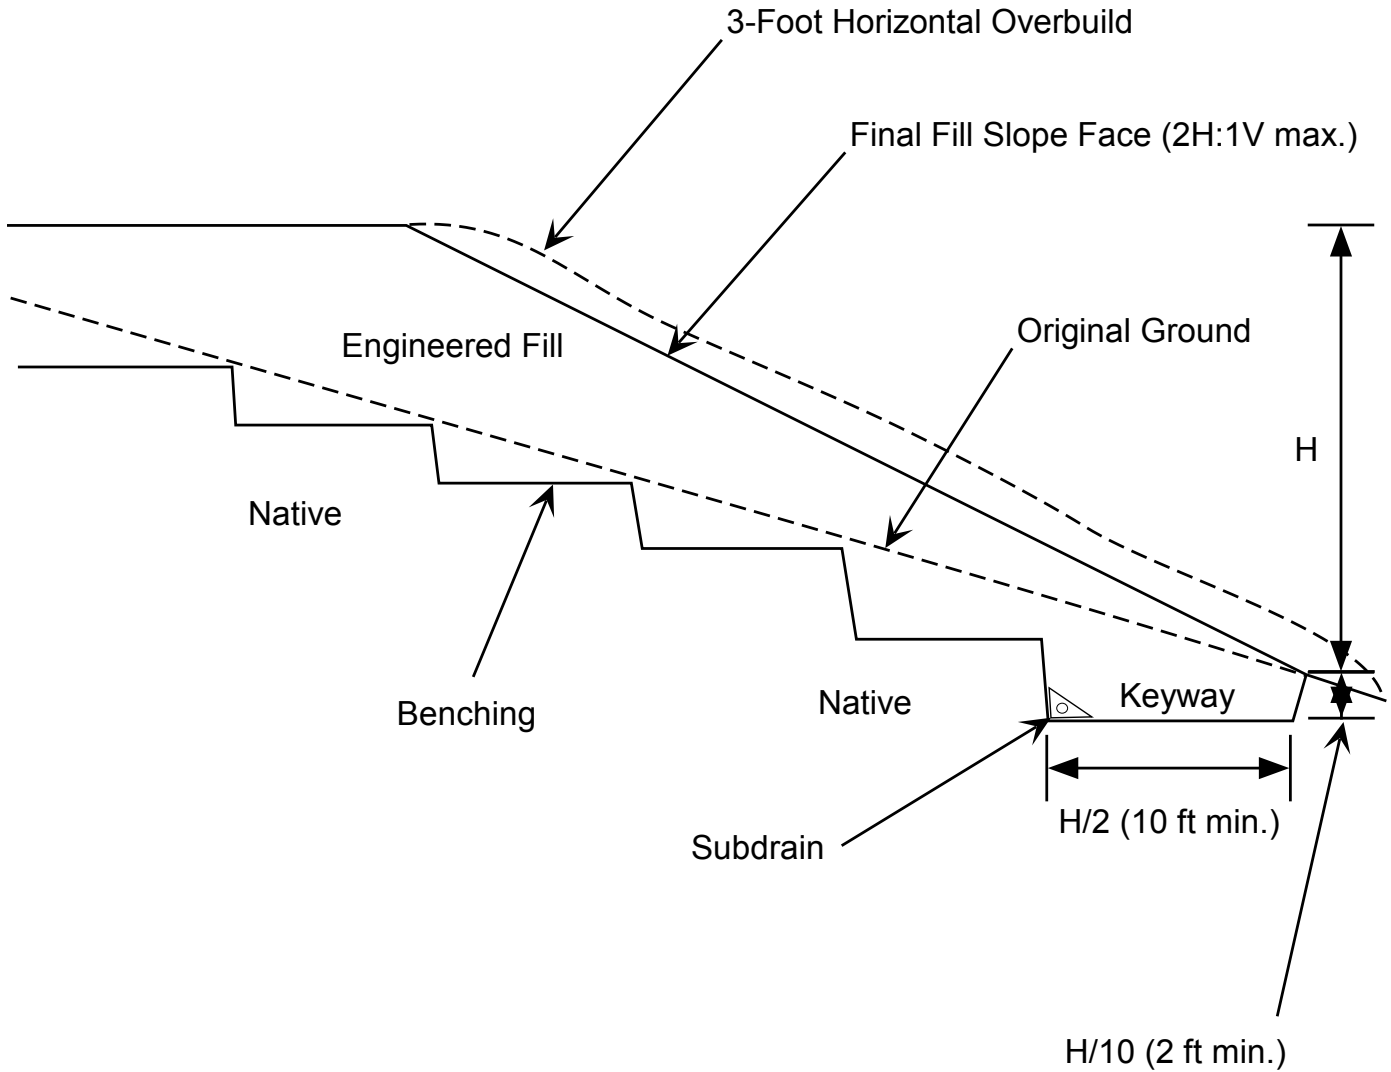 3-Foot Horizontal Overbuild
Final Fill Slope Face (2H:1V max.)
Original Ground
Engineered Fill
H
Native
Native
Keyway
Benching
H/2 (10 ft min.)
Subdrain
H/10 (2 ft min.)